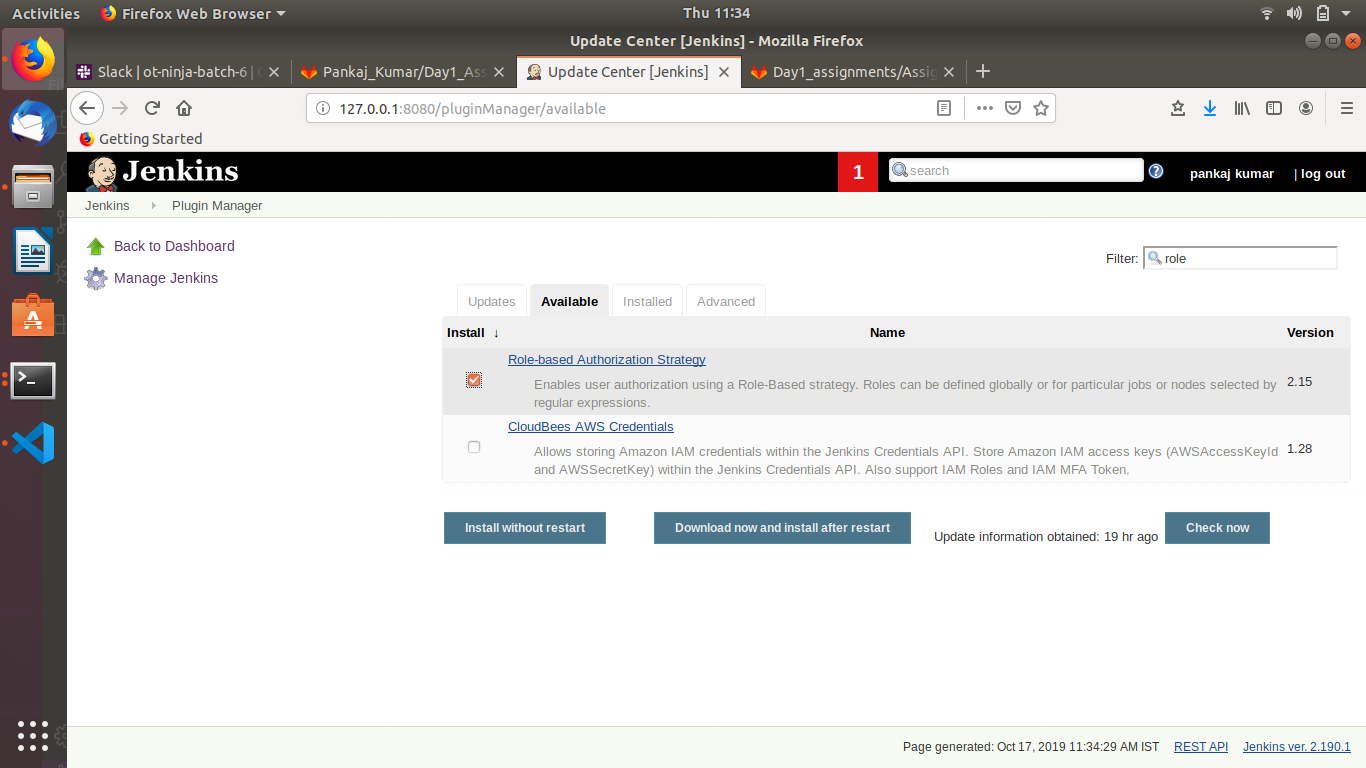 Activities
Firefox Web Browser
Thu 11:34
Update Center [Jenkins] - Mozilla Firefox
Slack | ot-ninja-batch-6 |
Pankaj_Kumar/Day1_Ass
Update Center [Jenkins]
Day1_assignments/Assig
127.0.0.1:8080/pluginManager/available
Getting Started
Jenkins
1
search
pankaj kumar
| log out
Jenkins
Plugin Manager
Back to Dashboard
Manage Jenkins
Filter: role
Updates
Available
Installed
Advanced
Install ↓
Name
Version
Role-based Authorization Strategy
Enables user authorization using a Role-Based strategy. Roles can be defined globally or for particular jobs or nodes selected by
regular expressions.
2.15
CloudBees AWS Credentials
Allows storing Amazon IAM credentials within the Jenkins Credentials API. Store Amazon IAM access keys (AWSAccessKeyId
and AWSSecretKey) within the Jenkins Credentials API. Also support IAM Roles and IAM MFA Token.
1.28
Install without restart
Download now and install after restart
Update information obtained: 19 hr ago
Check now
Page generated: Oct 17, 2019 11:34:29 AM IST
REST API
Jenkins ver. 2.190.1